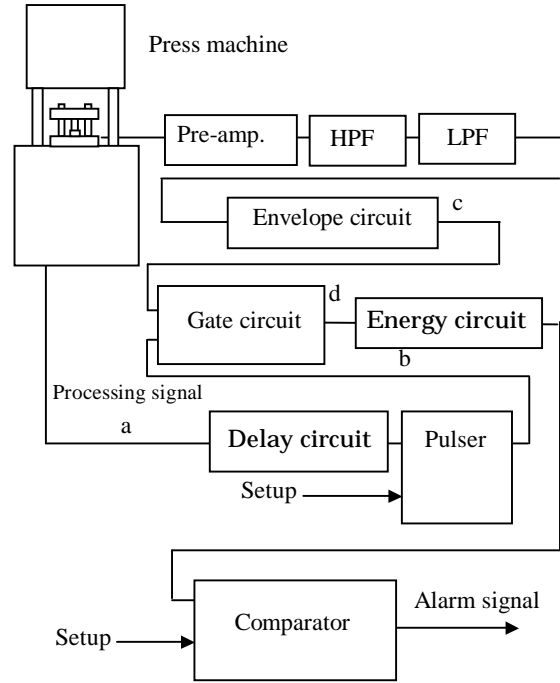 Press machine
Pre-amp.
HPF
LPF
Envelope circuit
c
Gate circuit
d
Energy circuit
b
Processing signal
a
Delay circuit
Pulser
Setup
Comparator
Alarm signal
Setup